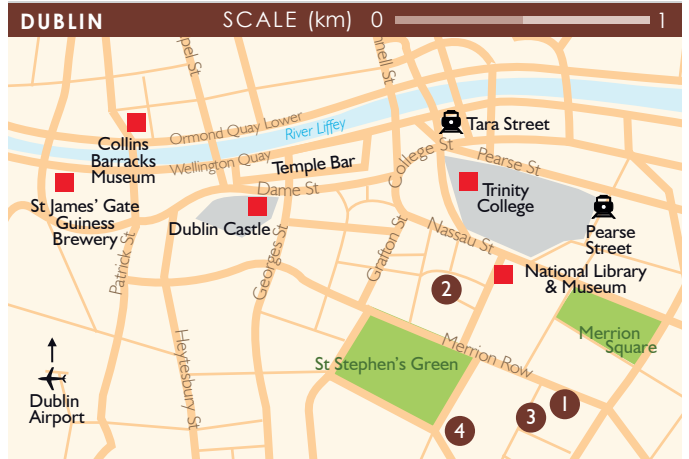 DUBLIN
SCALE (km) 0 1
pel St
nnell St
Ormond Quay Lower
River Liffey
Tara Street
Collins
Barracks
Museum
Wellington Quay
Temple Bar
College St
Pearse St
St James' Gate
Guiness
Brewery
Dame St
Trinity
College
Dublin Castle
Pearse
Street
Patrick St
Georges St
Grafton St
Nassau St
National Library
& Museum
2
Merrion
Square
Heytesbury St
St Stephen's Green
Merrion Row
Dublin
Airport
1
3
4